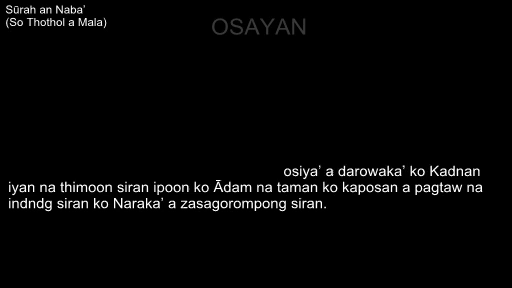 Sūrah an Naba’
(So Thothol a Mala)
OSAYAN
osiya’ a darowaka’ ko Kadnan
iyan na thimoon siran ipoon ko Ādam na taman ko kaposan a pagtaw na
indndg siran ko Naraka’ a zasagorompong siran.